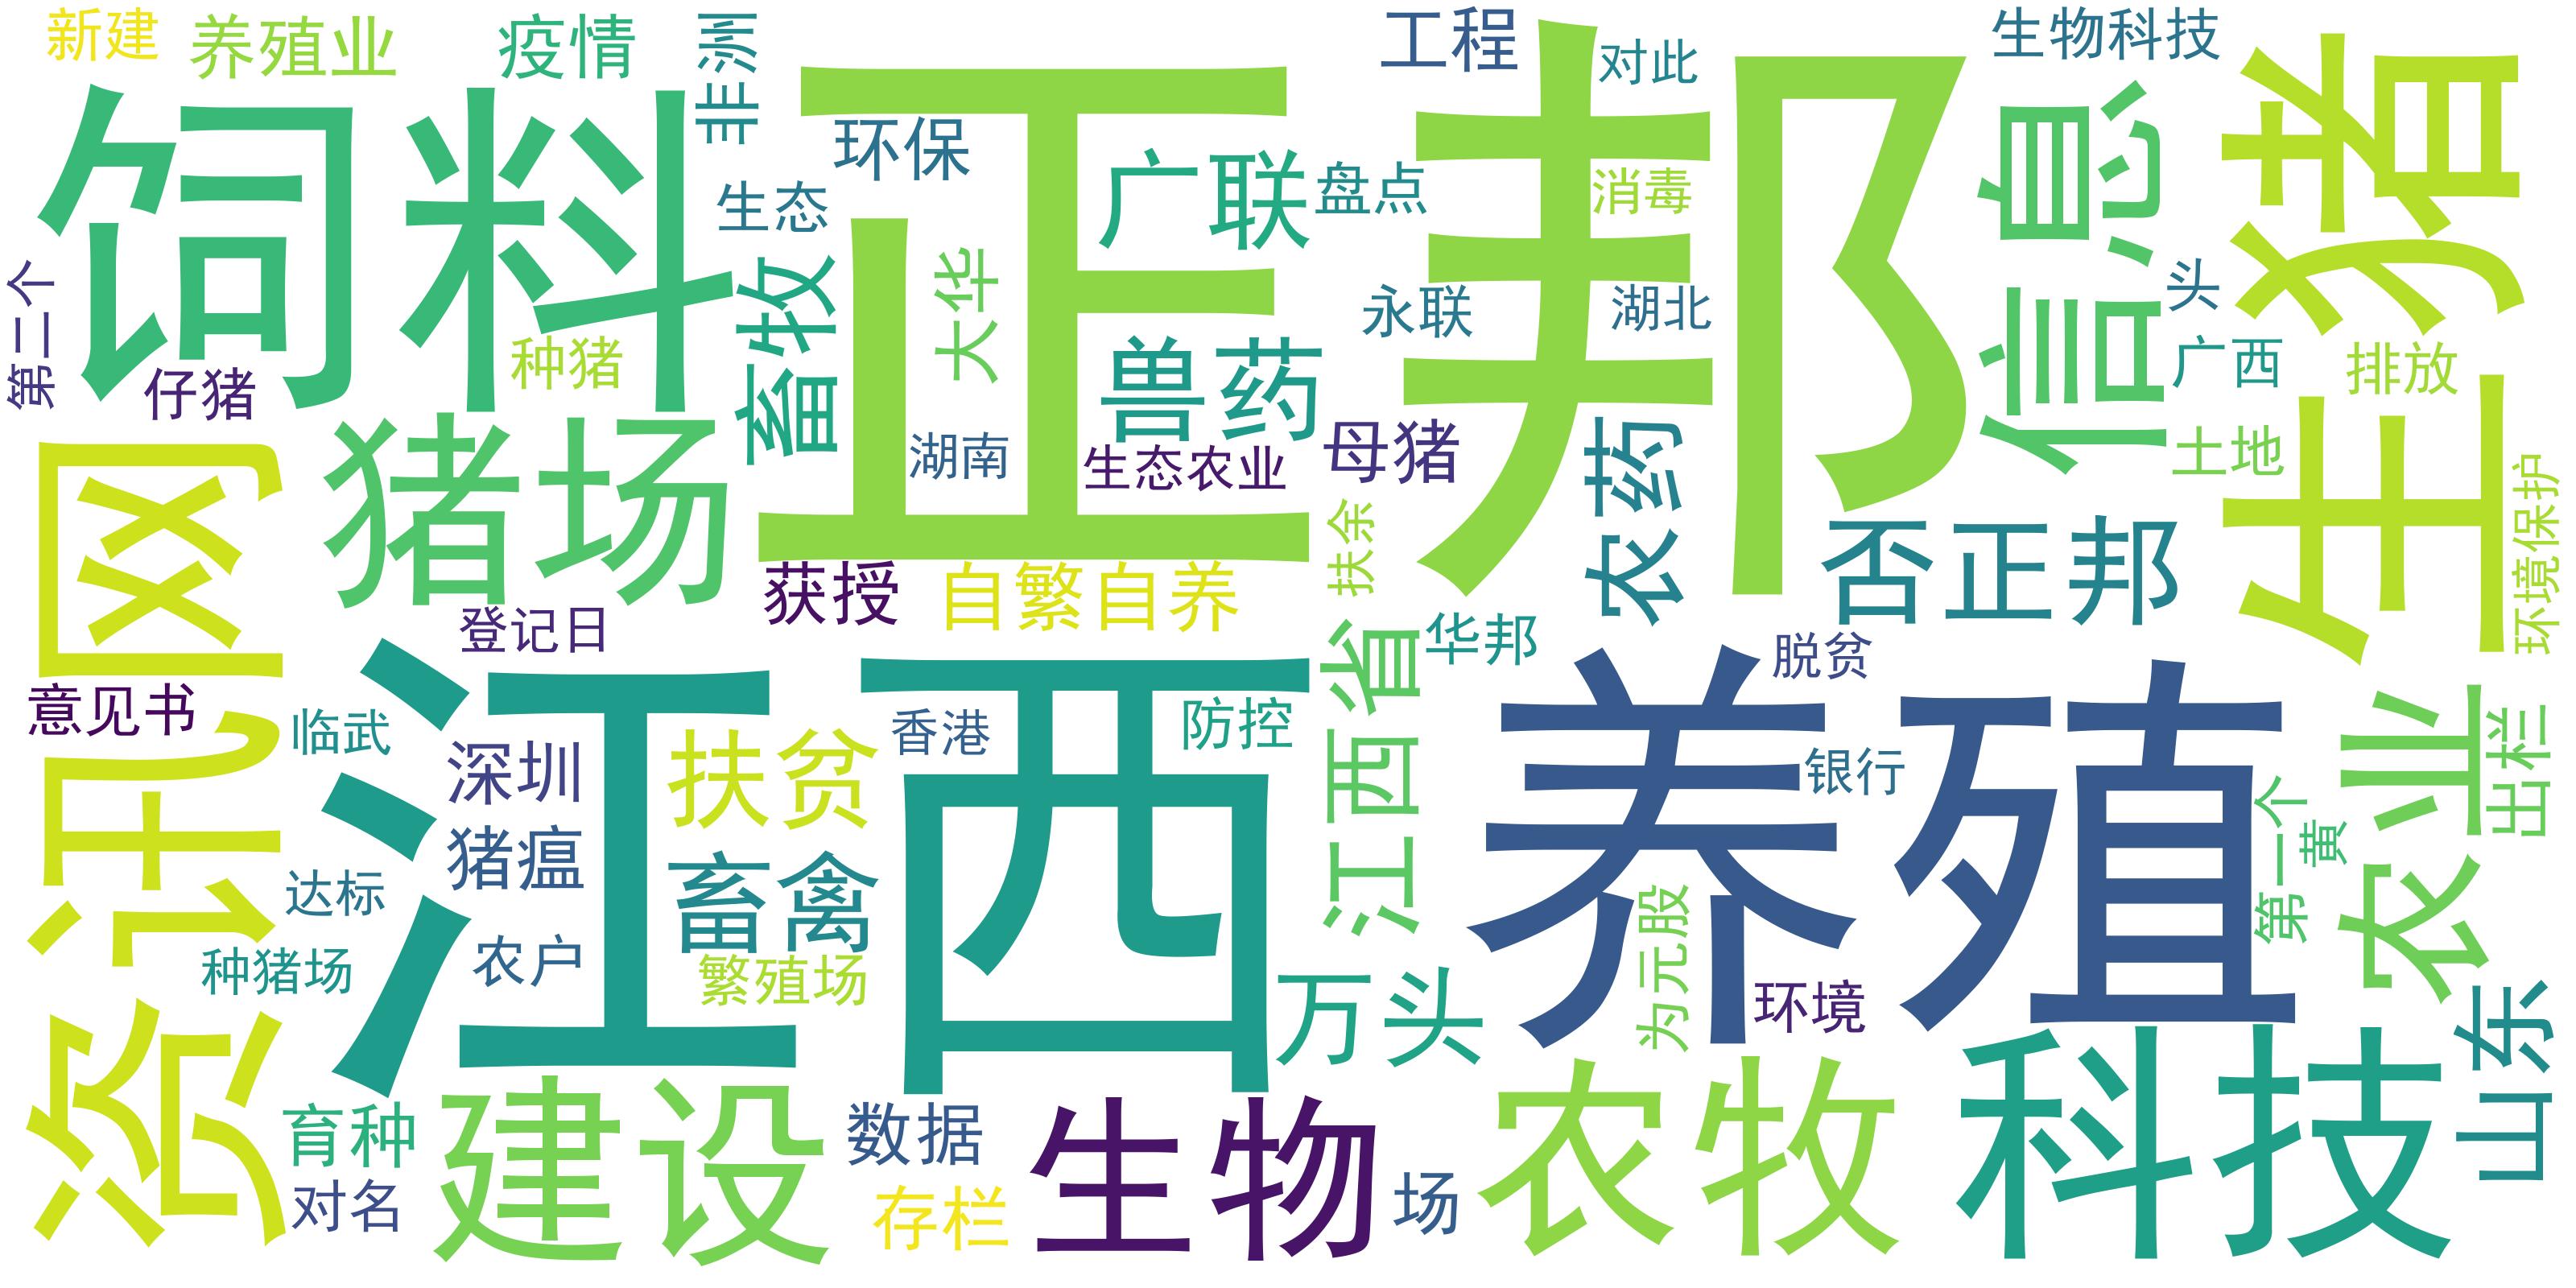 新建
养殖业
疫情
非洲
工程
对此
生物科技
饲料
正邦
信息
生猪
环保
生态
广联
盘点
消毒
第二个
仔猪
种猪
畜牧
大华
永联
湖北
头
广西
排放
兽药
湖南
生态农业
母猪
农药
土地
环境保护
资讯网
猪场
扶余
否正邦
获授
自繁自养
登记日
江西省
华邦
脱贫
意见书
临武
江西
深圳
扶贫
香港
防控
养殖
银行
农业
出栏
猪瘟
畜禽
第一个
黄
达标
种猪场
农户
繁殖场
万头
为元股
环境
山东
育种
对名
建设
数据
存栏
生物
场
农牧
科技